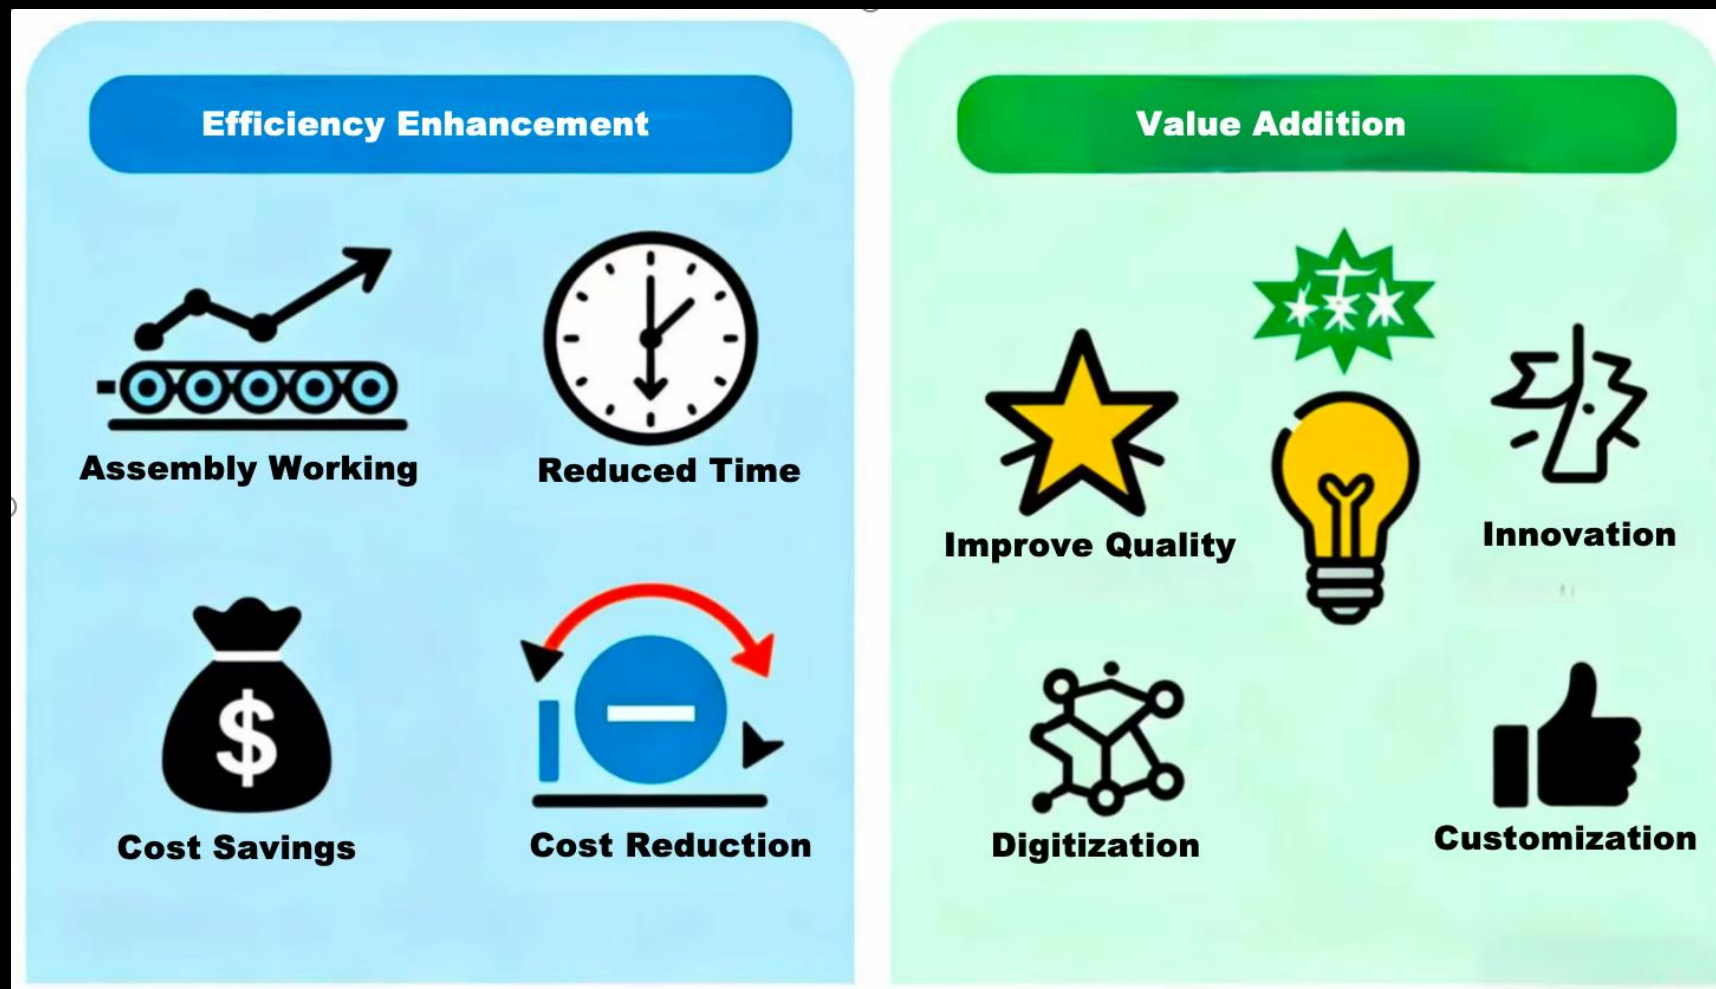 Efficiency Enhancement
Assembly Working
Reduced Time
$
Cost Savings
Cost Reduction
Value Addition
Improve Quality
Innovation
Digitization
Customization